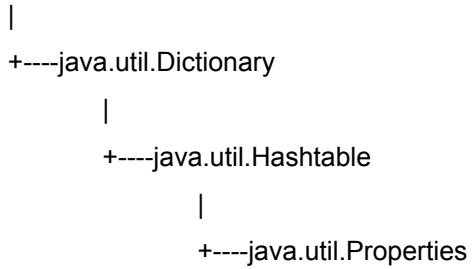 |
+----java.util.Dictionary
|
+----java.util.Hashtable
|
+----java.util.Properties